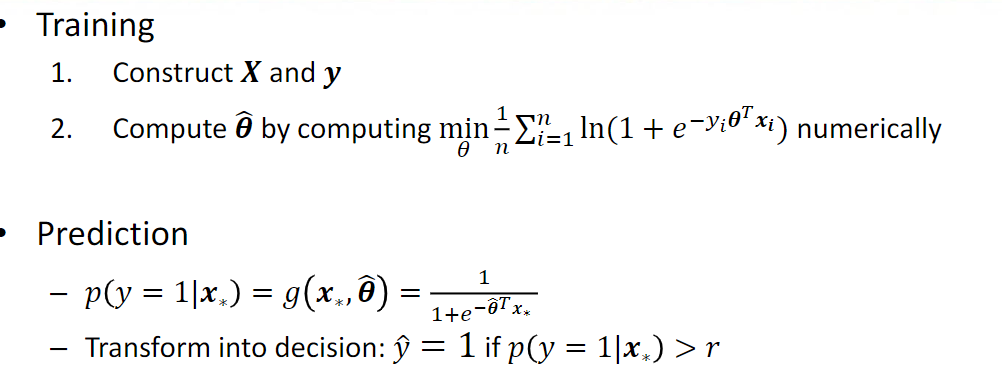 • Training
1. Construct X and y
2. Compute θ̂ by computing min_θ 1/n ∑_{i=1}^{n} ln(1 + e^{−y_i θ^T x_i}) numerically
• Prediction
– p(y = 1|x_*) = g(x_*, θ̂) = 1/(1+e^{−θ̂^T x_*})
– Transform into decision: ŷ = 1 if p(y = 1|x_*) > r